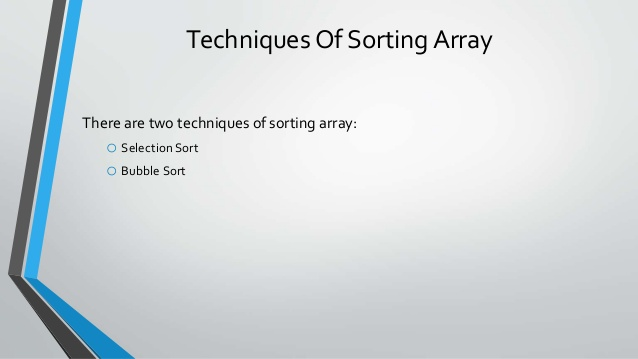 Techniques Of Sorting Array
There are two techniques of sorting array:
Selection Sort
Bubble Sort